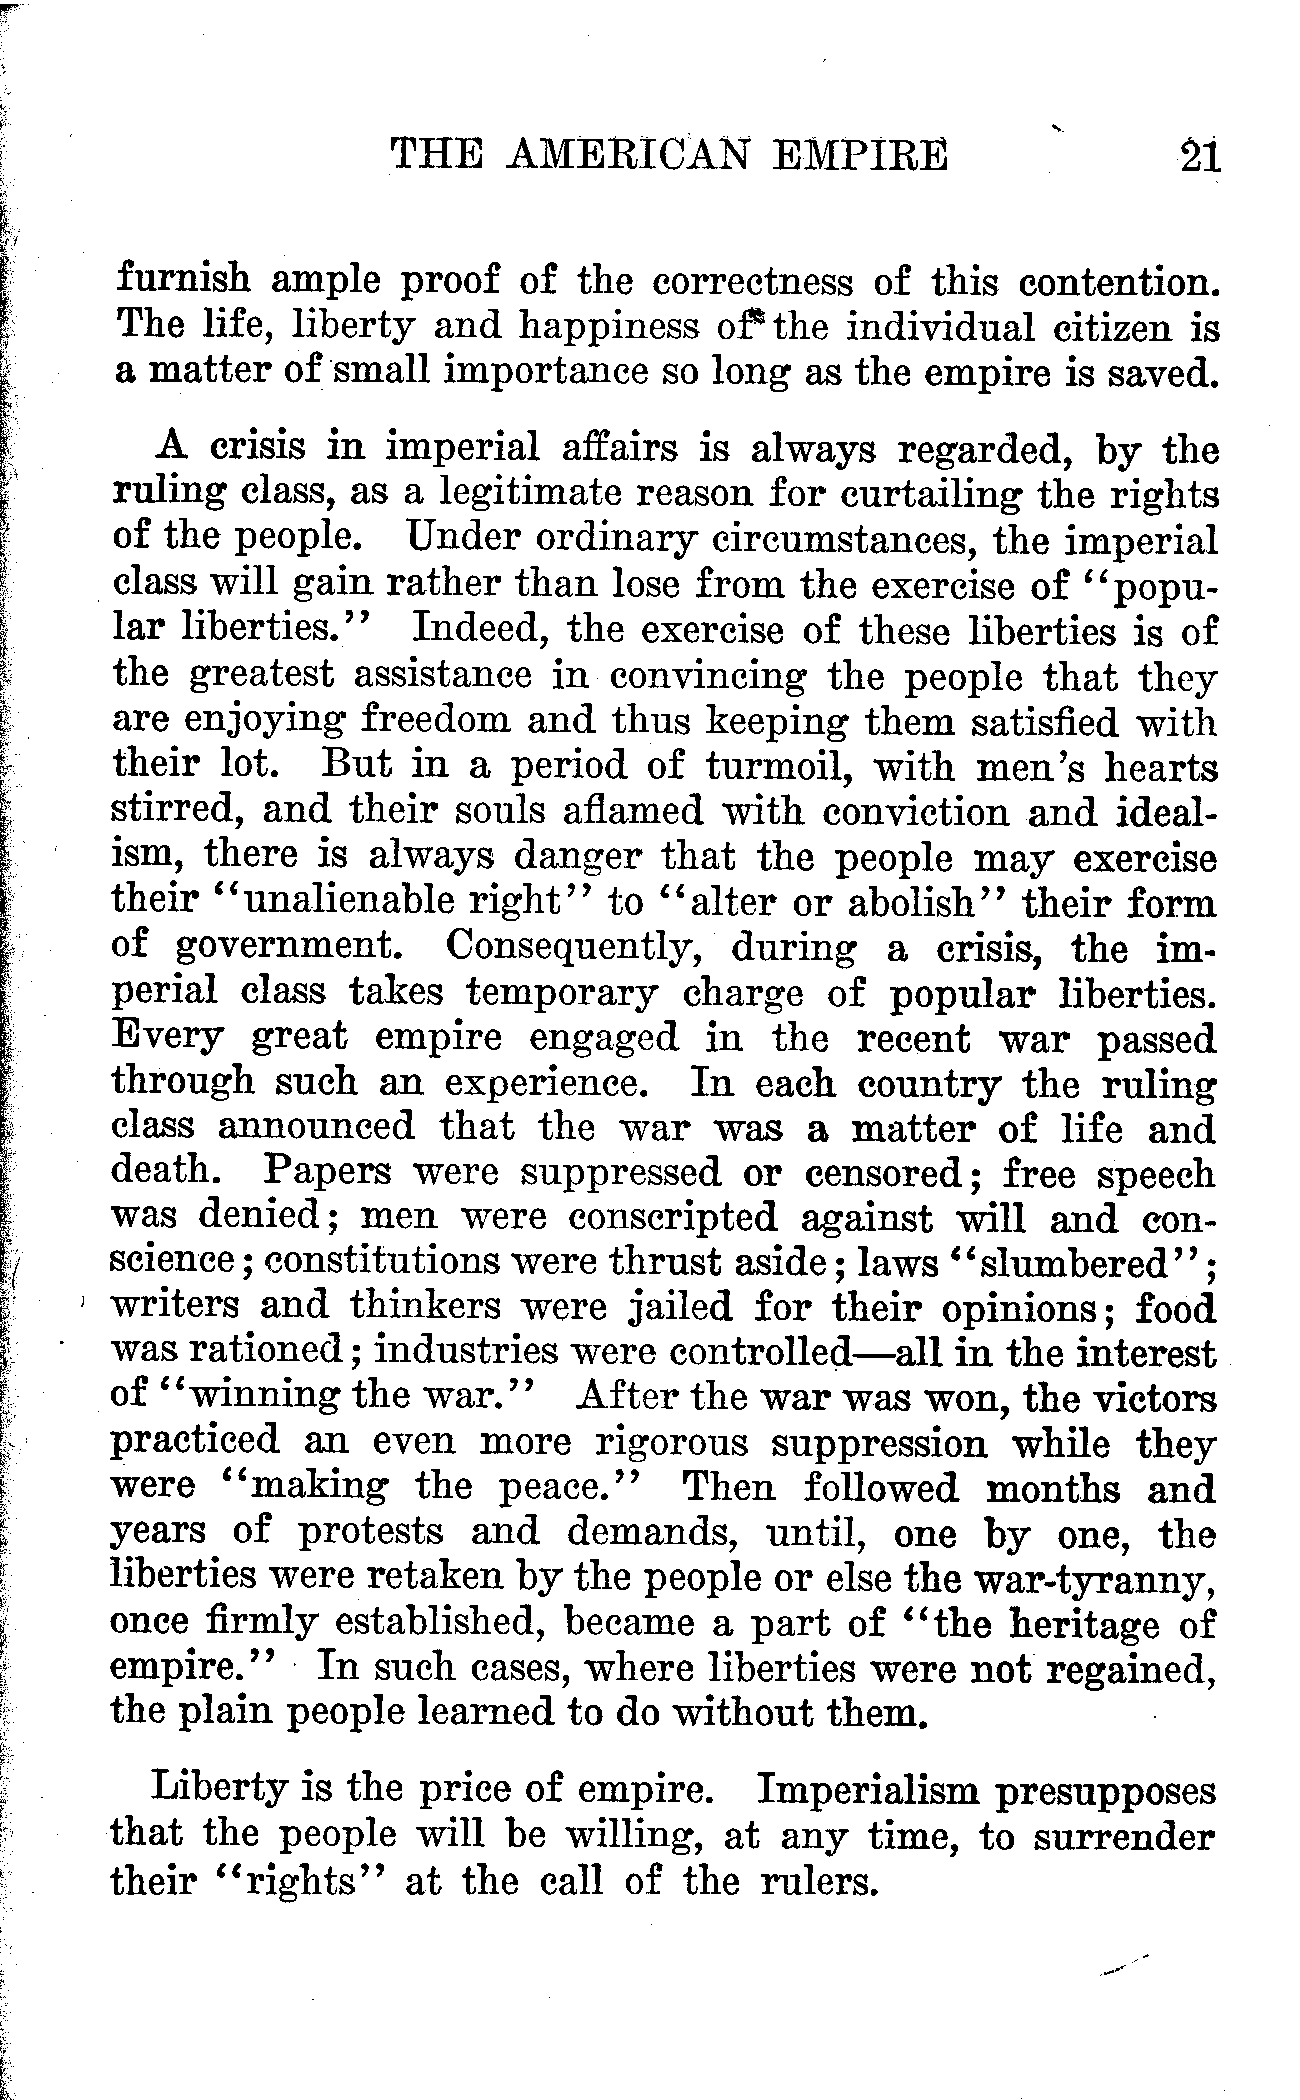 THE AMERICAN EMPIRE 21
furnish ample proof of the correctness of this contention.
The life, liberty and happiness of the individual citizen is
a matter of small importance so long as the empire is saved.
A crisis in imperial affairs is always regarded, by the
ruling class, as a legitimate reason for curtailing the rights
of the people. Under ordinary circumstances, the imperial
class will gain rather than lose from the exercise of "popu-
lar liberties." Indeed, the exercise of these liberties is of
the greatest assistance in convincing the people that they
are enjoying freedom and thus keeping them satisfied with
their lot. But in a period of turmoil, with men's hearts
stirred, and their souls aflamed with conviction and ideal-
ism, there is always danger that the people may exercise
their "unalienable right" to "alter or abolish" their form
of government. Consequently, during a crisis, the im-
perial class takes temporary charge of popular liberties.
Every great empire engaged in the recent war passed
through such an experience. In each country the ruling
class announced that the war was a matter of life and
death. Papers were suppressed or censored; free speech
was denied; men were conscripted against will and con-
science; constitutions were thrust aside; laws "slumbered";
writers and thinkers were jailed for their opinions; food
was rationed; industries were controlled—all in the interest
of "winning the war." After the war was won, the victors
practiced an even more rigorous suppression while they
were "making the peace." Then followed months and
years of protests and demands, until, one by one, the
liberties were retaken by the people or else the war-tyranny,
once firmly established, became a part of "the heritage of
empire." In such cases, where liberties were not regained,
the plain people learned to do without them.
Liberty is the price of empire. Imperialism presupposes
that the people will be willing, at any time, to surrender
their "rights" at the call of the rulers.